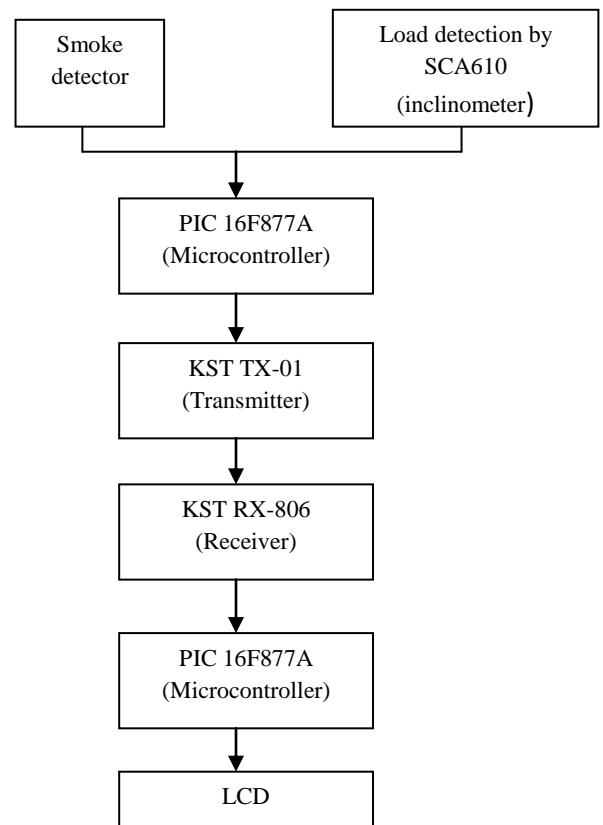 Smoke
detector
Load detection by
SCA610
(inclinometer)
PIC 16F877A
(Microcontroller)
KST TX-01
(Transmitter)
KST RX-806
(Receiver)
PIC 16F877A
(Microcontroller)
LCD